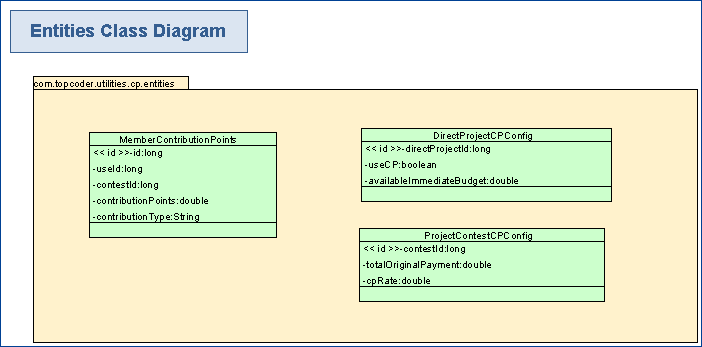 Entities Class Diagram
com.topcoder.utilities.cp.entities
MemberContributionPoints
<< id >>-id:long
-useId:long
-contestId:long
-contributionPoints:double
-contributionType:String
DirectProjectCPConfig
<< id >>-directProjectId:long
-useCP:boolean
-availableImmediateBudget:double
ProjectContestCPConfig
<< id >>-contestId:long
-totalOriginalPayment:double
-cpRate:double